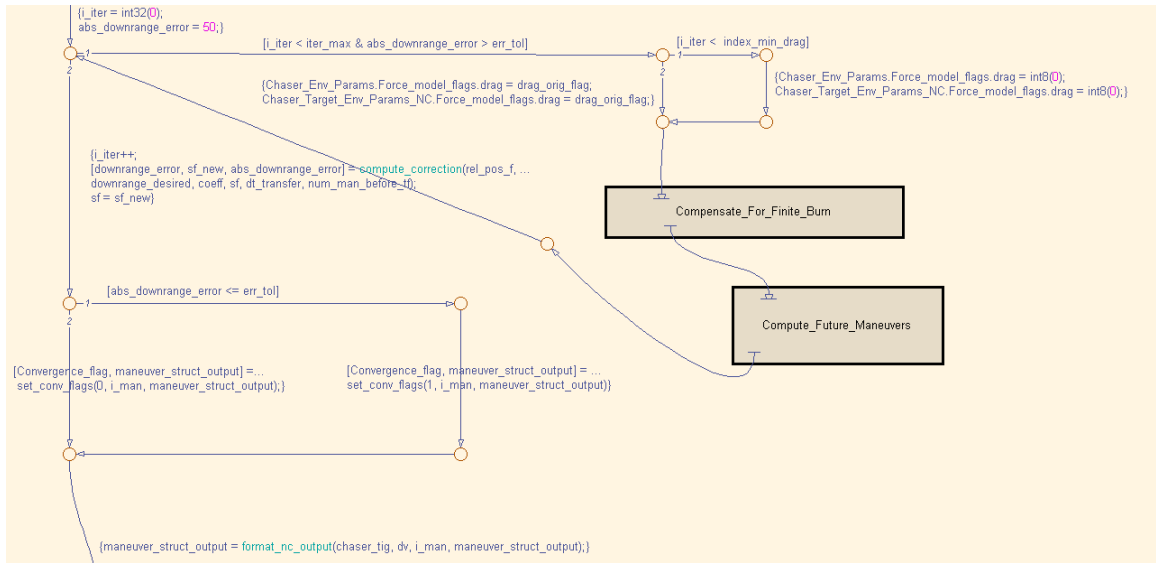 {i_iter = int32(0);
abs_downrange_error = 50;}
1
[i_iter < iter_max & abs_downrange_error > err_tol]
[i_iter < index_min_drag]
1
2
2
{Chaser_Env_Params.Force_model_flags.drag = drag_orig_flag;
Chaser_Target_Env_Params_NC.Force_model_flags.drag = drag_orig_flag;}
{Chaser_Env_Params.Force_model_flags.drag = int8(0);
Chaser_Target_Env_Params_NC.Force_model_flags.drag = int8(0);}
{i_iter++;
[downrange_error, sf_new, abs_downrange_error] = compute_correction(rel_pos_f, ...
downrange_desired, coeff, sf, dt_transfer, num_man_before_tf);
sf = sf_new}
Compensate_For_Finite_Burn
1
[abs_downrange_error <= err_tol]
2
Compute_Future_Maneuvers
[Convergence_flag, maneuver_struct_output] =...
set_conv_flags(0, i_man, maneuver_struct_output);}
[Convergence_flag, maneuver_struct_output] = ...
set_conv_flags(1, i_man, maneuver_struct_output)}
{maneuver_struct_output = format_nc_output(chaser_tig, dv, i_man, maneuver_struct_output);}